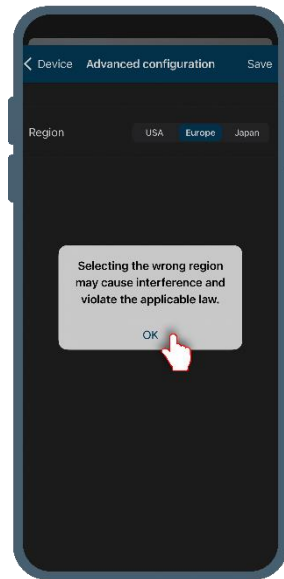 Device Advanced configuration Save
Region USA Europe Japan
Selecting the wrong region
may cause interference and
violate the applicable law.
OK